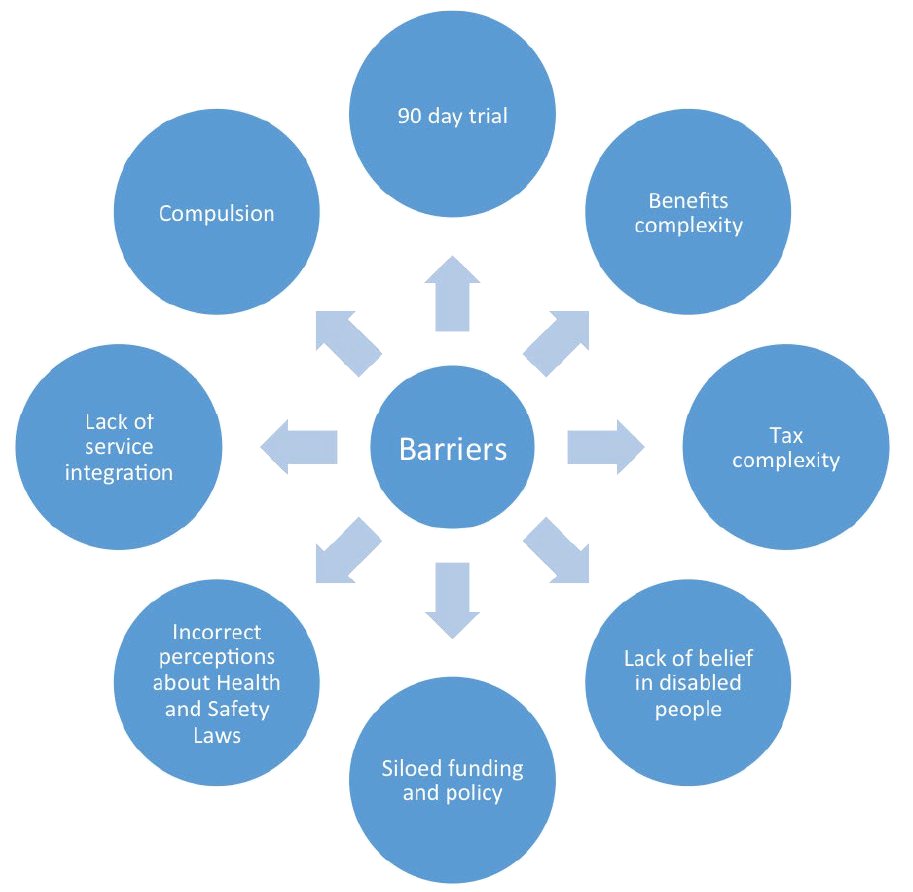 90 day trial
Benefits
complexity
Tax
complexity
Lack of belief
in disabled
people
Siloed funding
and policy
Incorrect
perceptions
about Health
and Safety
Laws
Lack of
service
integration
Compulsion
Barriers